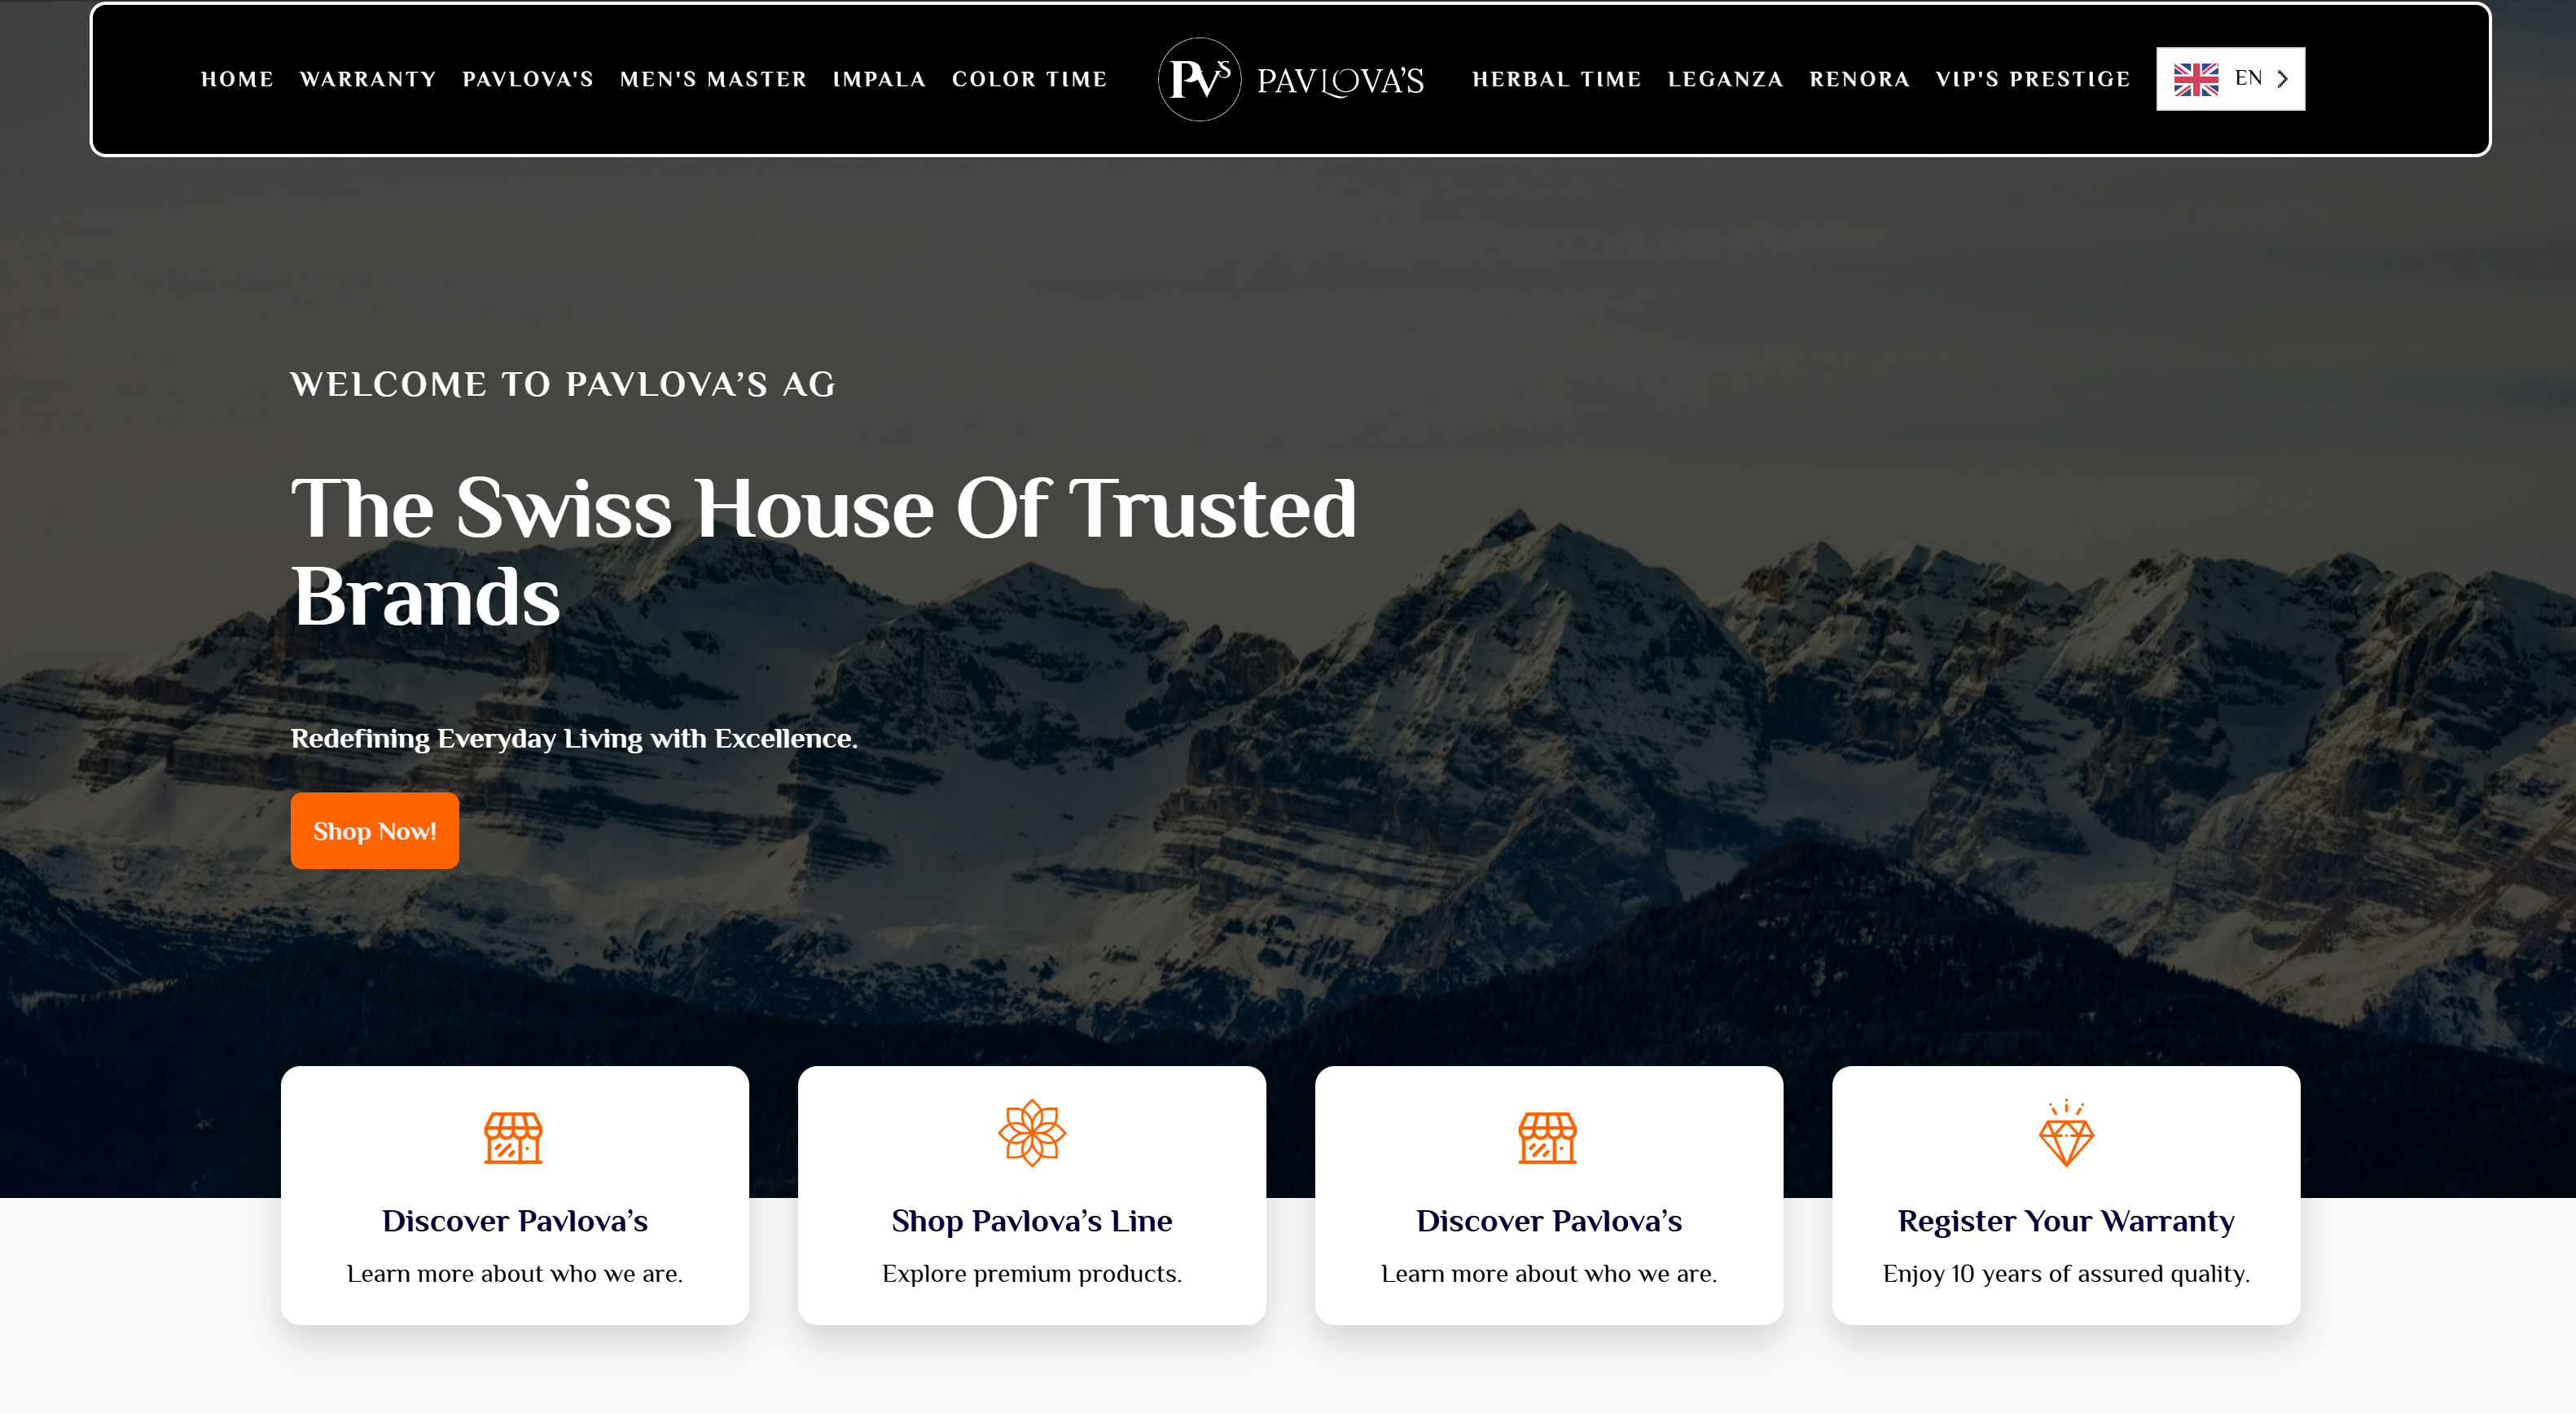 HOME WARRANTY PAVLOVA'S MEN'S MASTER IMPALA COLOR TIME
PVS PAVLOVA'S
HERBAL TIME LEGANZA RENORA VIP'S PRESTIGE EN
WELCOME TO PAVLOVA’S AG
The Swiss House Of Trusted
Brands
Redefining Everyday Living with Excellence.
Shop Now!
Discover Pavlova’s
Learn more about who we are.
Shop Pavlova’s Line
Explore premium products.
Discover Pavlova’s
Learn more about who we are.
Register Your Warranty
Enjoy 10 years of assured quality.